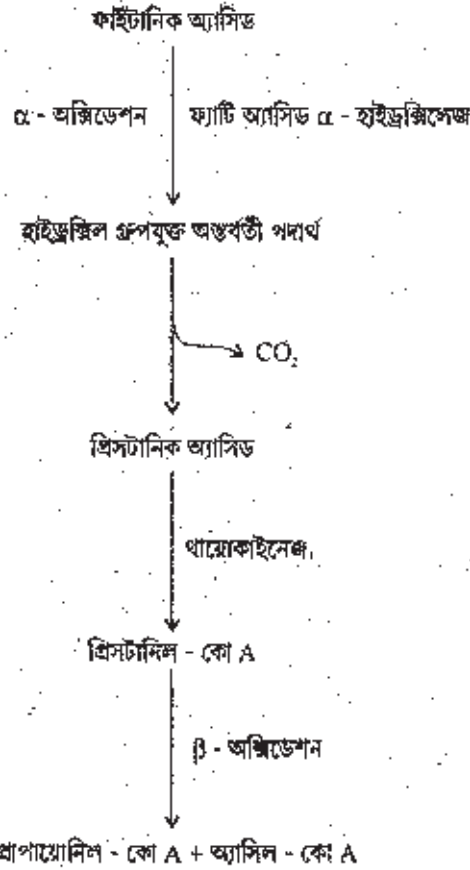 ফাইটানিক অ্যাসিড
α - অক্সিডেশন ফ্যাটি অ্যাসিড α - হাইড্রক্সিলেজ
হাইড্রক্সিল গ্রুপযুক্ত অন্তর্বর্তী পদার্থ
CO₂
প্রিসটানিক অ্যাসিড
থায়োকাইনেজ
প্রিসটানিল - কো A
β - অক্সিডেশন
প্রাপায়োনিল - কো A + অ্যাসিল - কো A